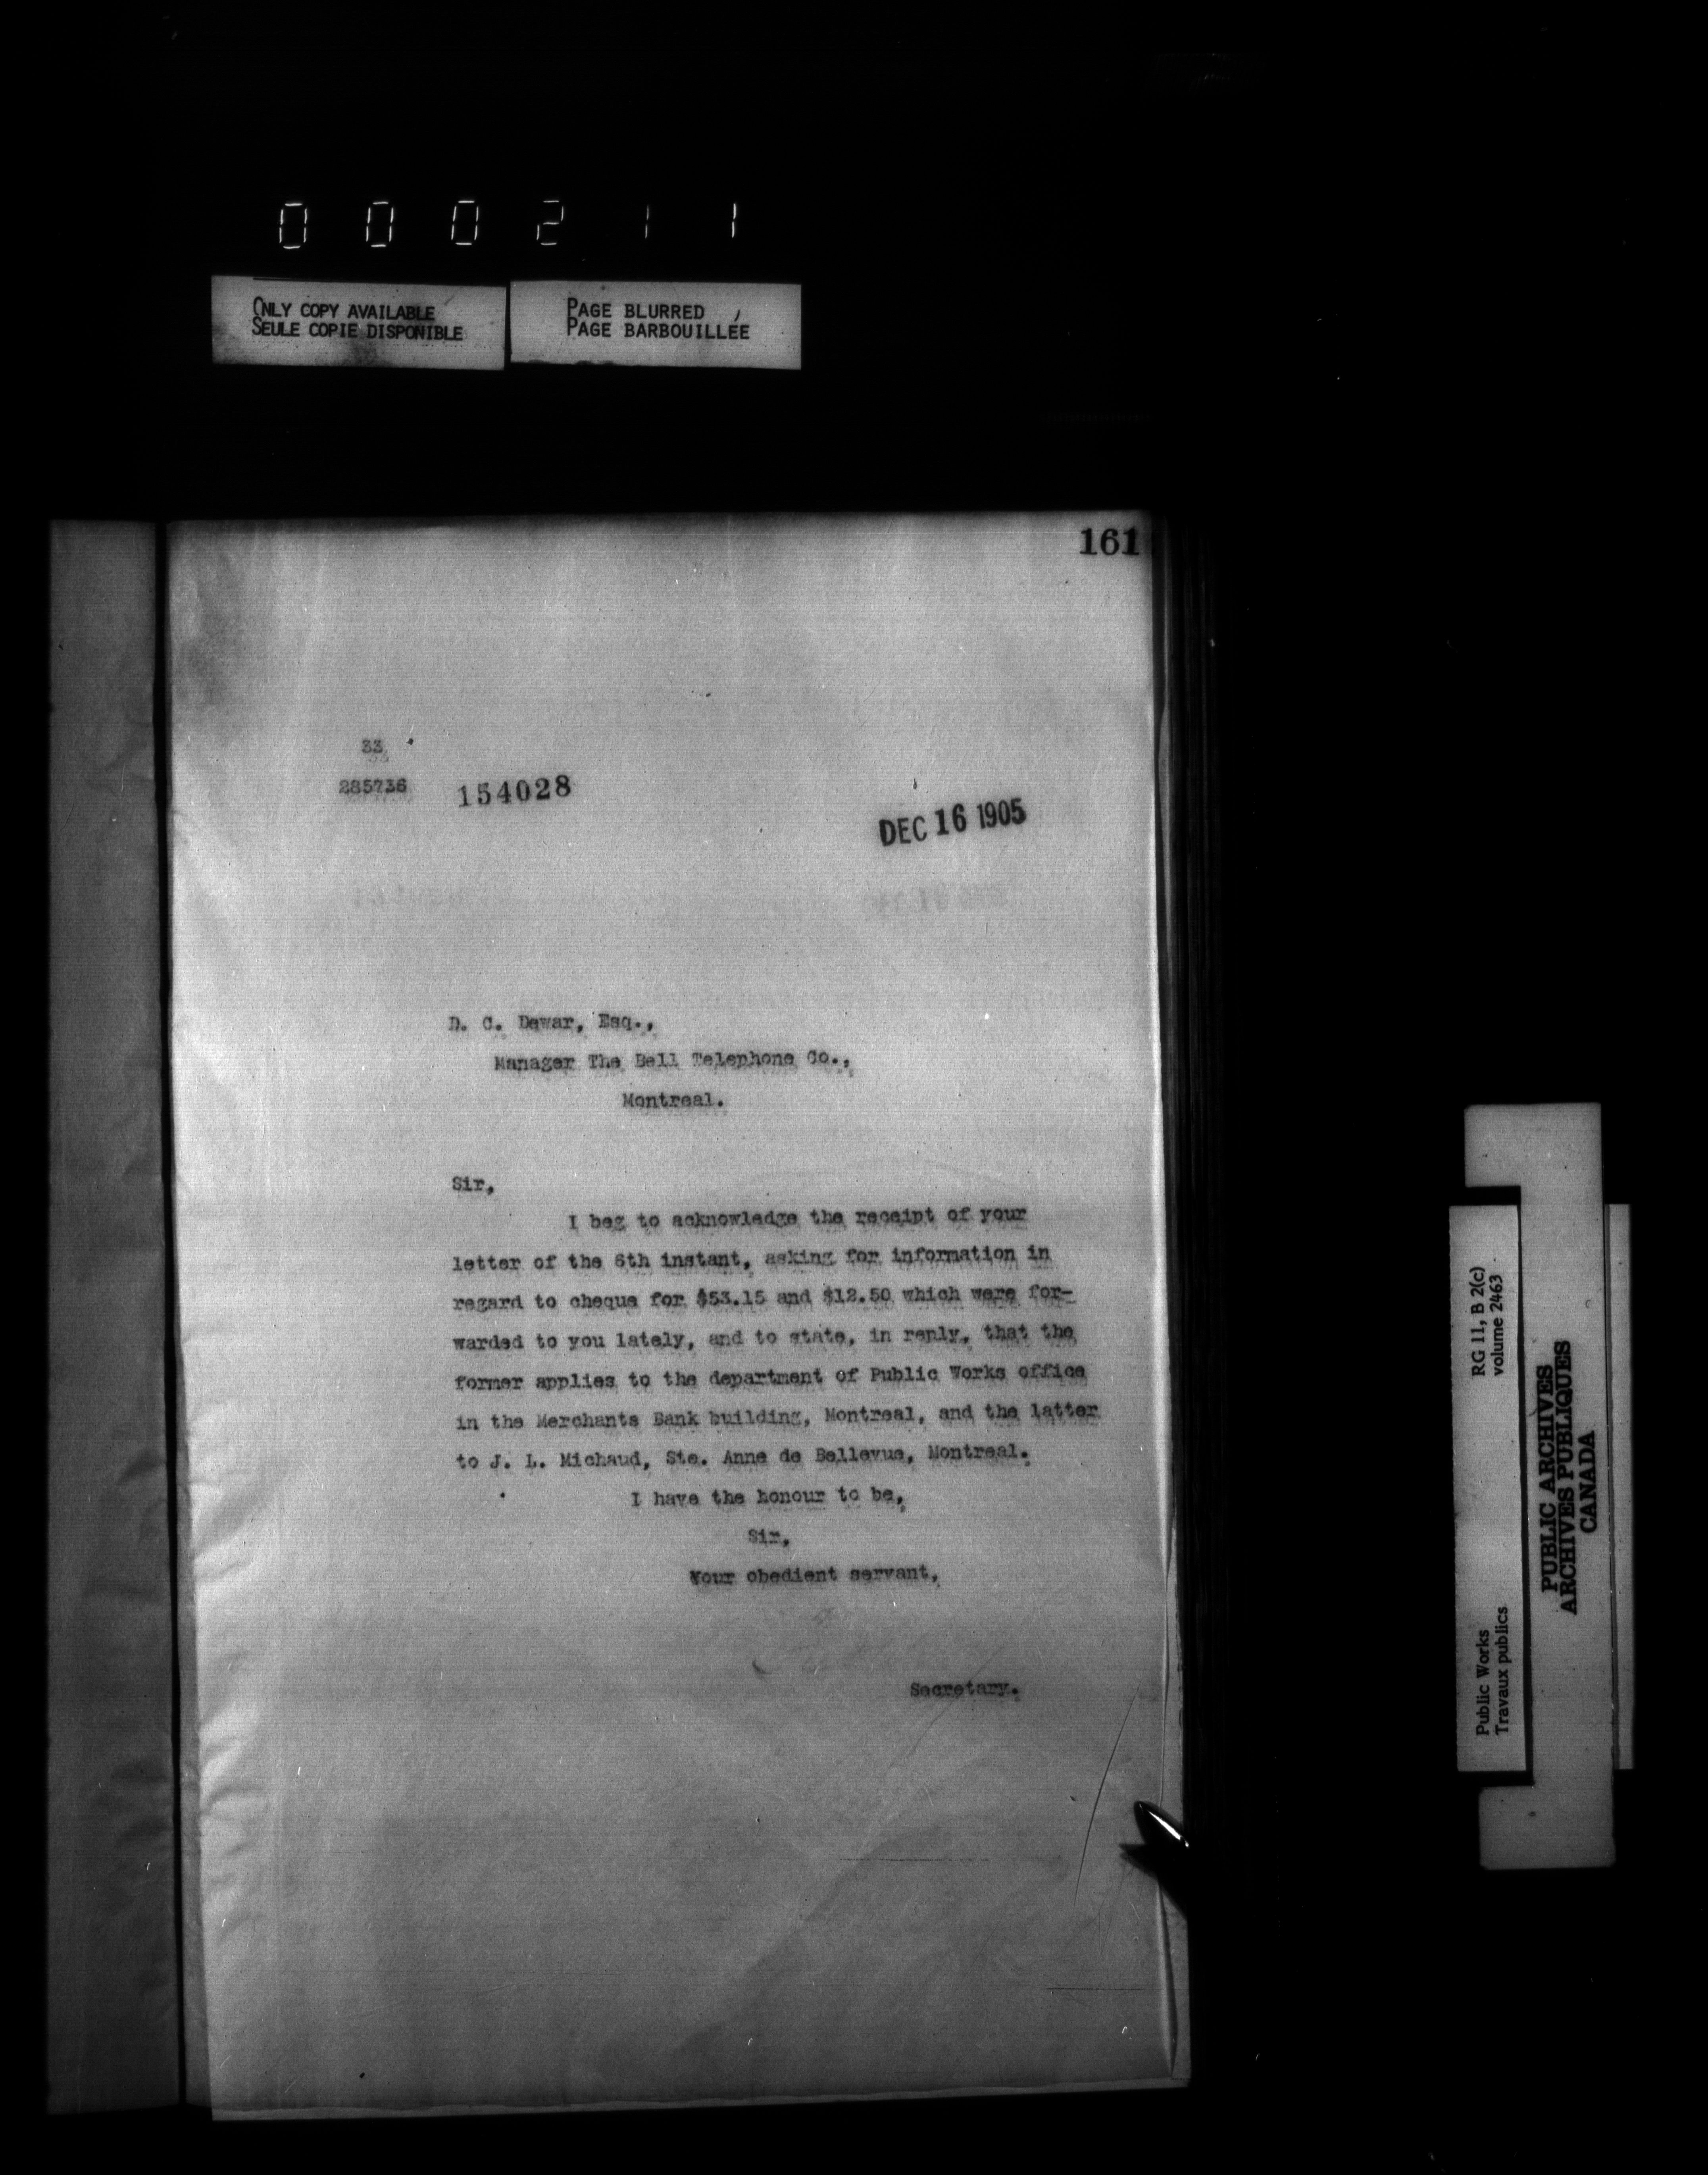 000211
ONLY COPY AVAILABLE
SEULE COPIE DISPONIBLE
PAGE BLURRED
PAGE BARBOUILLÉE
161
33
285736
154028
DEC 16 1905
D. C. Dewar, Esq.,
Manager The Bell Telephone Co.,
Montreal.
Sir,
I beg to acknowledge the receipt of your
letter of the 6th instant, asking for information in
regard to cheque for $53.15 and $12.50 which were for-
warded to you lately, and to state, in reply, that the
former applies to the department of Public Works office
in the Merchants Bank building, Montreal, and the latter
to J. L. Michaud, Ste. Anne de Bellevue, Montreal.
I have the honour to be,
Sir,
Your obedient servant,
Secretary.
RG 11, B 2(c)
volume 2463
Public Works
Travaux publics
PUBLIC ARCHIVES
ARCHIVES PUBLIQUES
CANADA